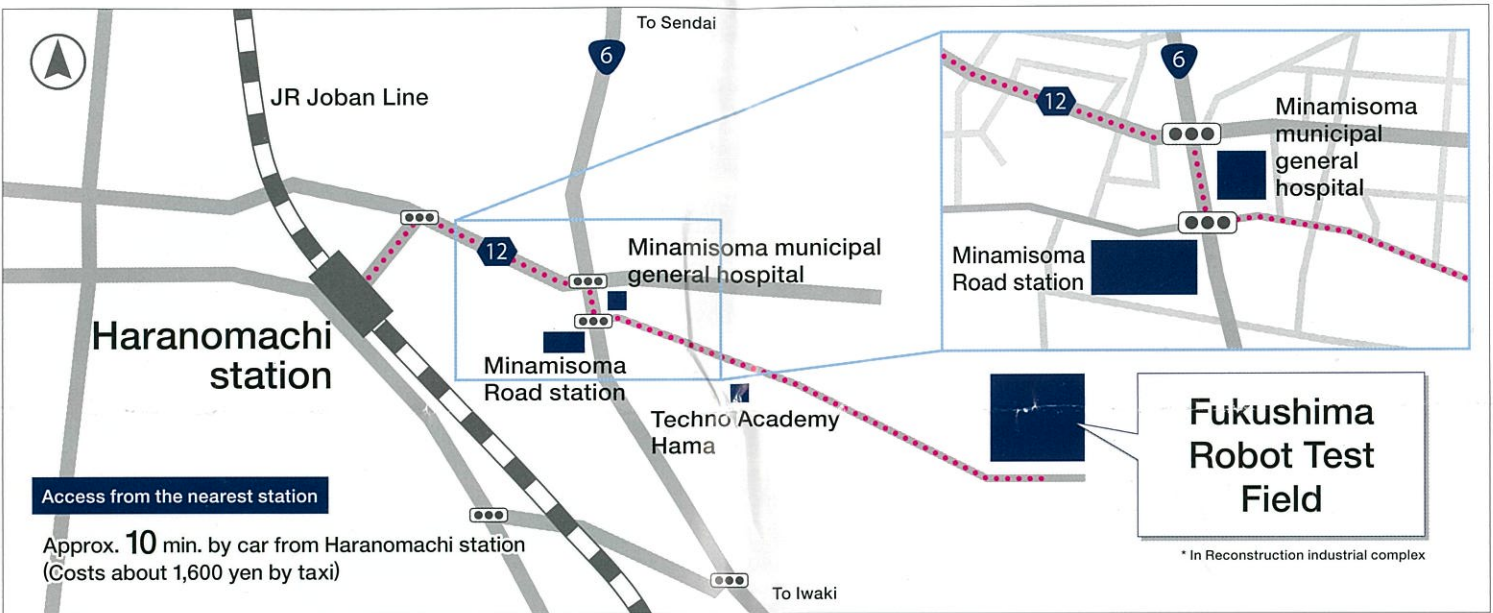 To Sendai
6
JR Joban Line
12
Minamisoma municipal
general hospital
Haranomachi
station
Minamisoma
Road station
Techno Academy
Hama
6
12
Minamisoma
municipal
general
hospital
Minamisoma
Road station
Fukushima
Robot Test
Field
* In Reconstruction industrial complex
Access from the nearest station
Approx. 10 min. by car from Haranomachi station
(Costs about 1,600 yen by taxi)
To Iwaki